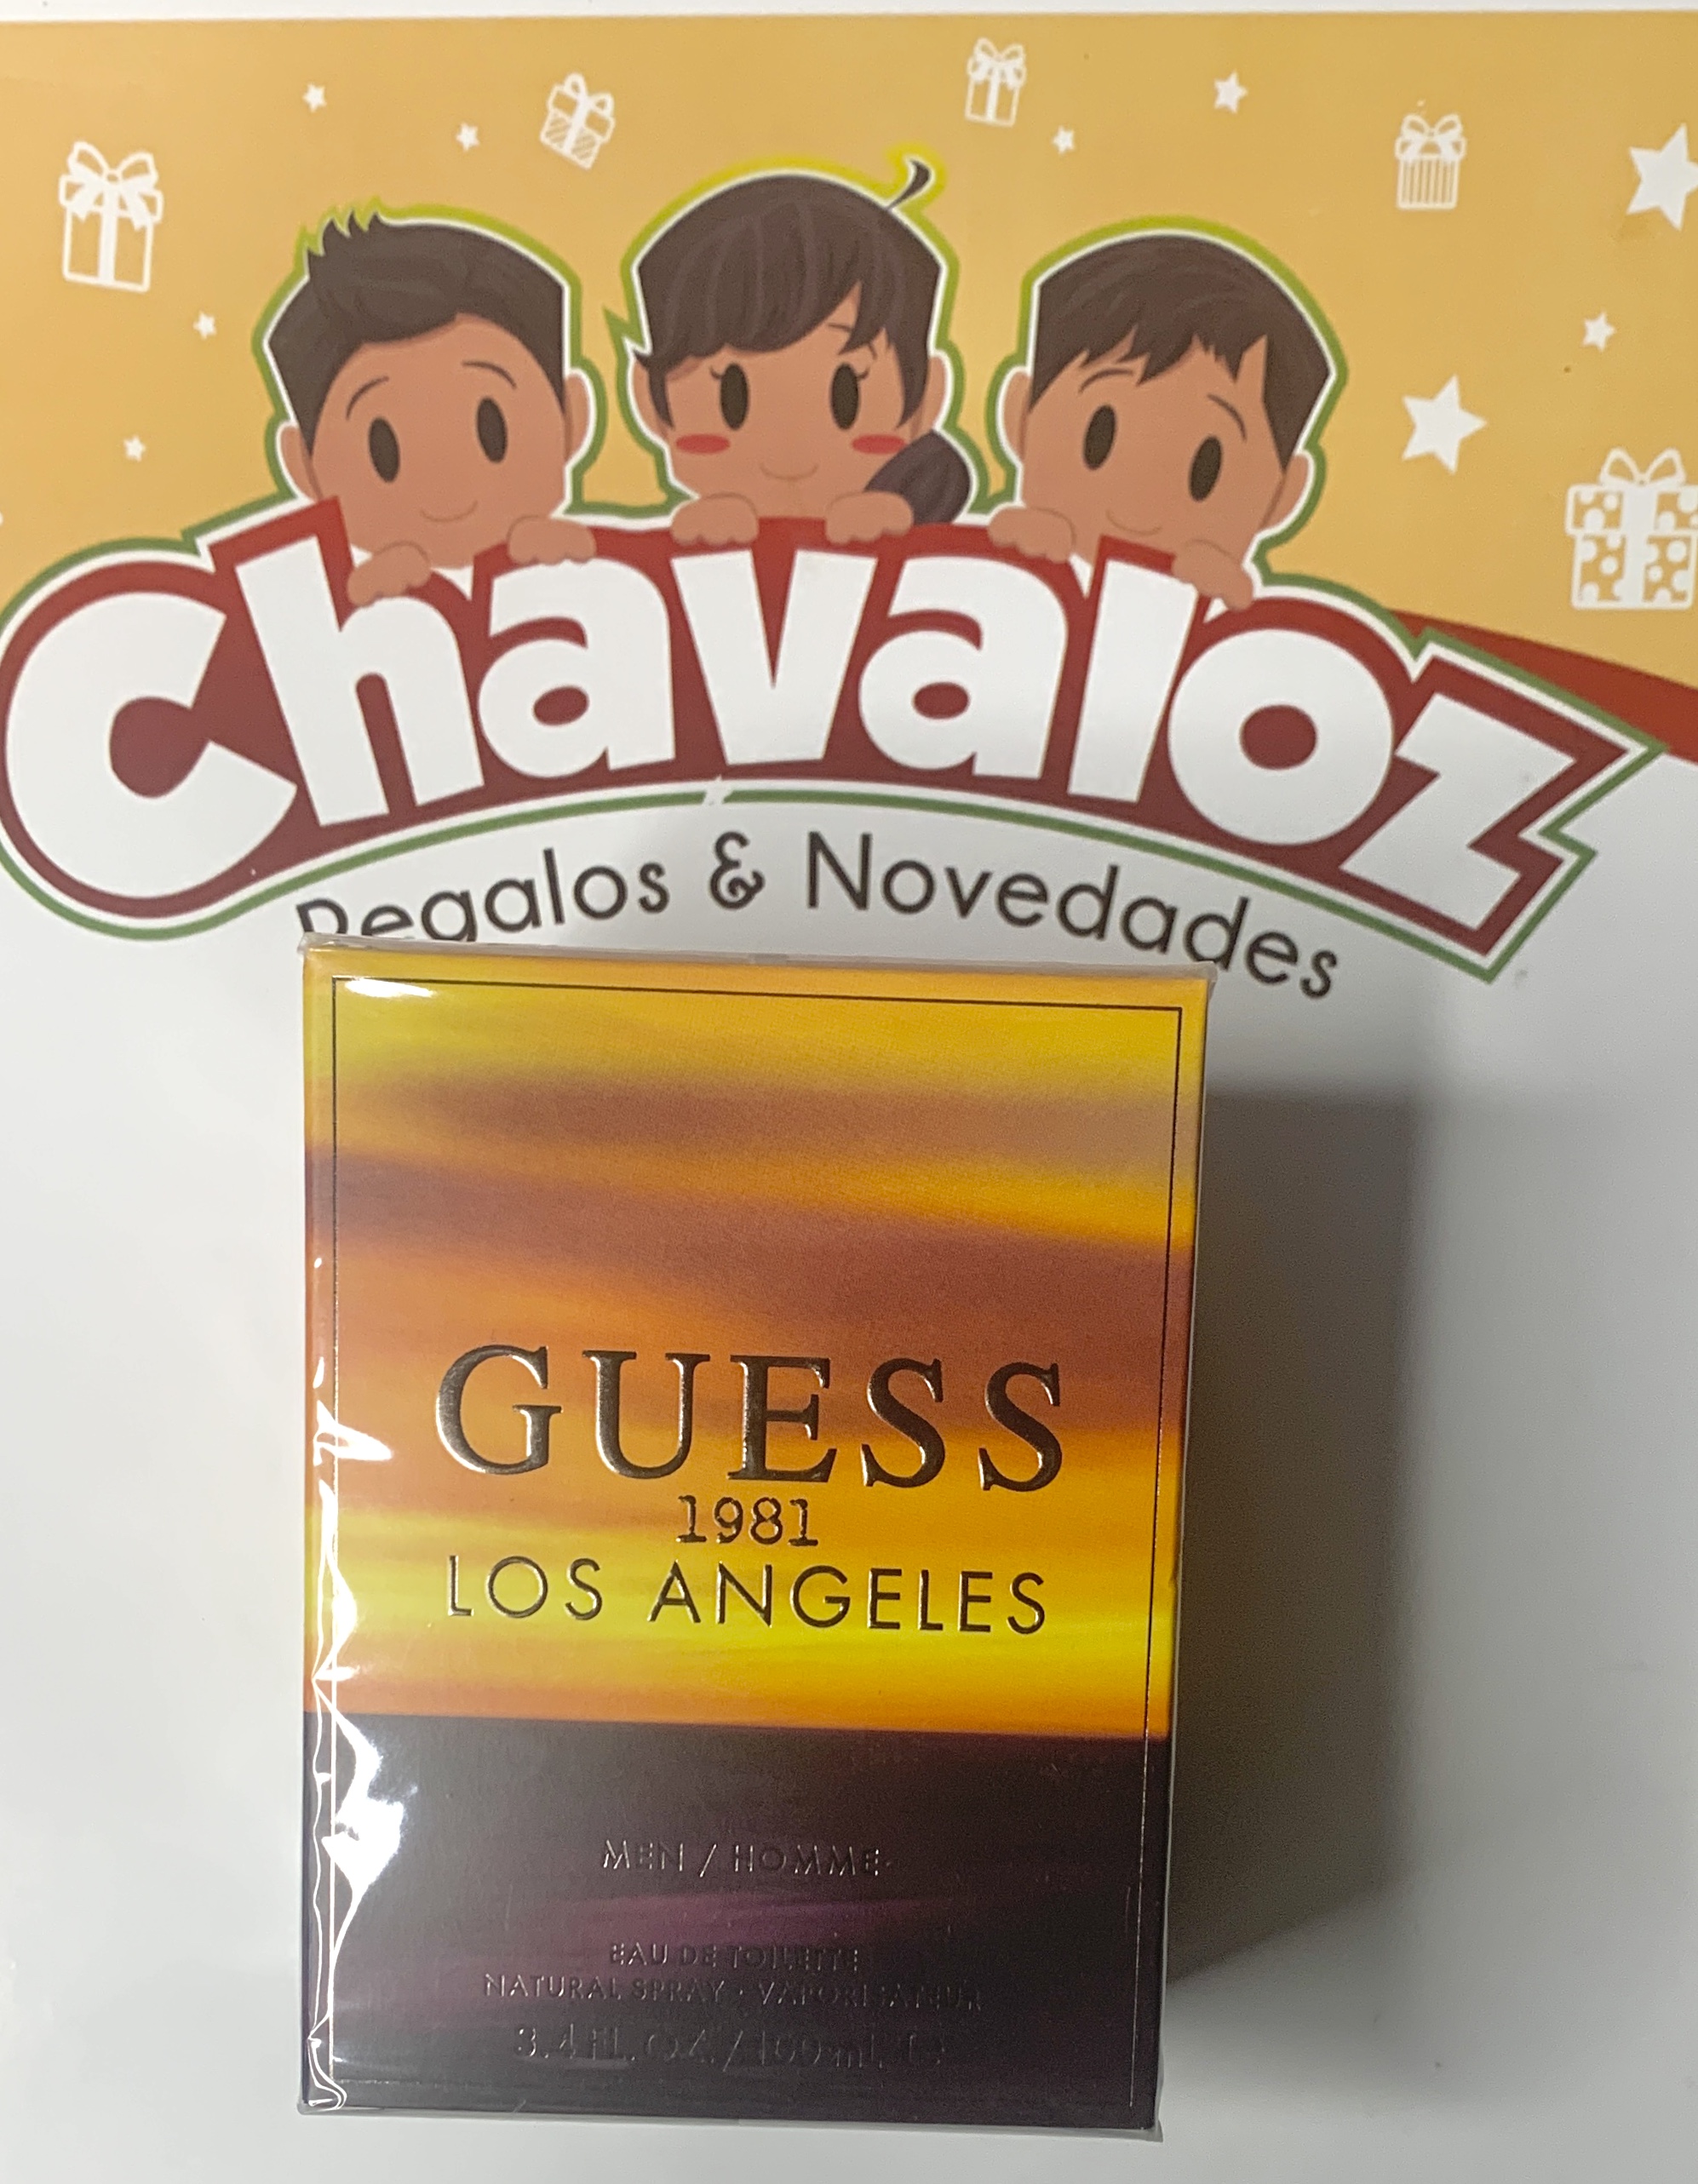 Chavaloz
Regalos & Novedades
GUESS
1981
LOS ANGELES
MEN / HOMME
EAU DE TOILETTE
NATURAL SPRAY · VAPORISATEUR
3.4 FL. OZ. / 100 mL ℮